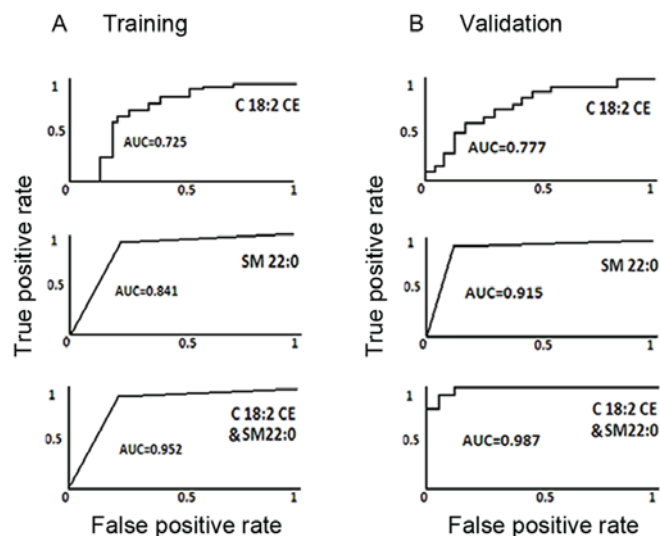 A Training
B Validation
True positive rate
1
0.5
C 18:2 CE
AUC=0.725
0
0.5
1
1
0.5
SM 22:0
AUC=0.841
0
0.5
1
1
0.5
C 18:2 CE
&SM22:0
AUC=0.952
0
0.5
1
False positive rate
True positive rate
1
0.5
C 18:2 CE
AUC=0.777
0
0.5
1
1
0.5
SM 22:0
AUC=0.915
0
0.5
1
1
0.5
C 18:2 CE
&SM22:0
AUC=0.987
0
0.5
1
False positive rate